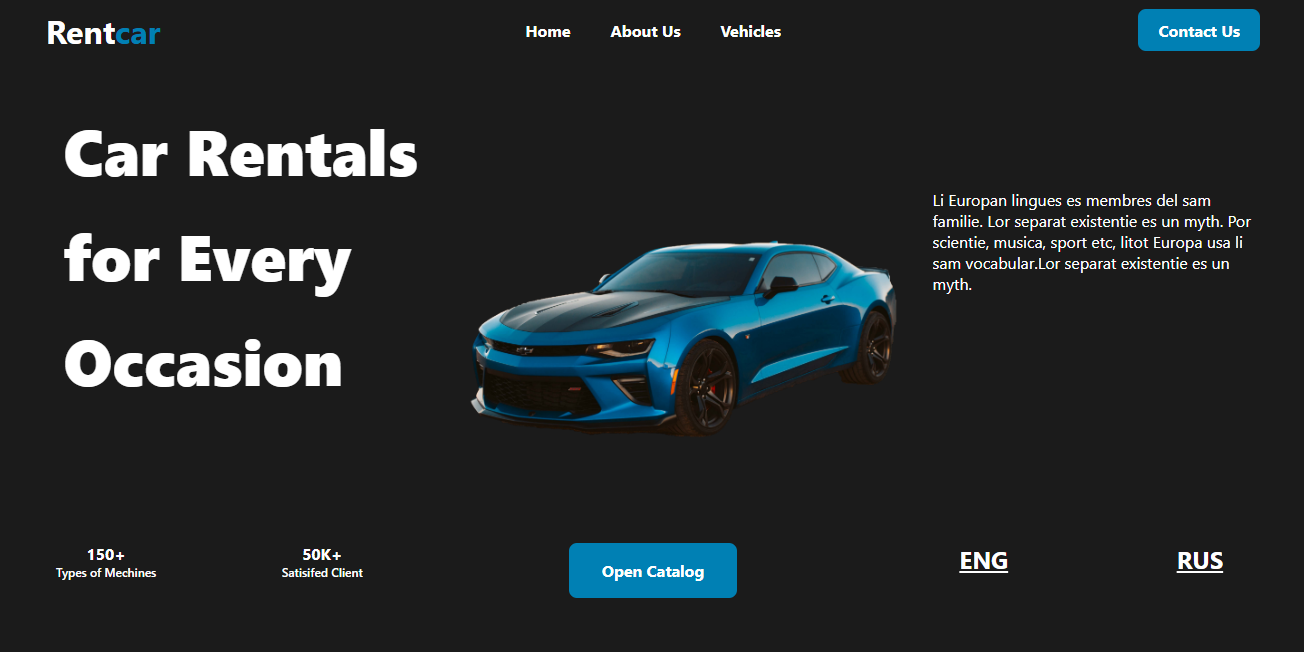 Rentcar
Home About Us Vehicles
Contact Us
Car Rentals
for Every
Occasion
Li Europan lingues es membres del sam
familie. Lor separat existentie es un myth. Por
scientie, musica, sport etc, litot Europa usa li
sam vocabular.Lor separat existentie es un
myth.
150+
Types of Mechines
50K+
Satisifed Client
Open Catalog
ENG
RUS